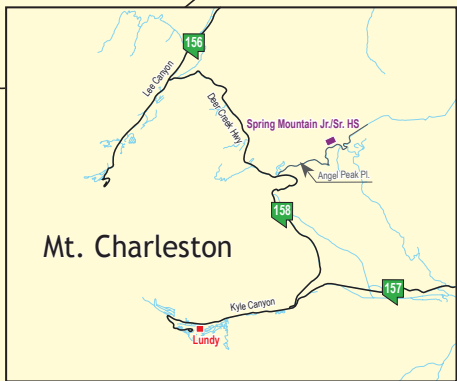 156
Lee Canyon
Deer Creek Hwy
Spring Mountain Jr./Sr. HS
Angel Peak Pl.
158
Mt. Charleston
157
Kyle Canyon
Lundy